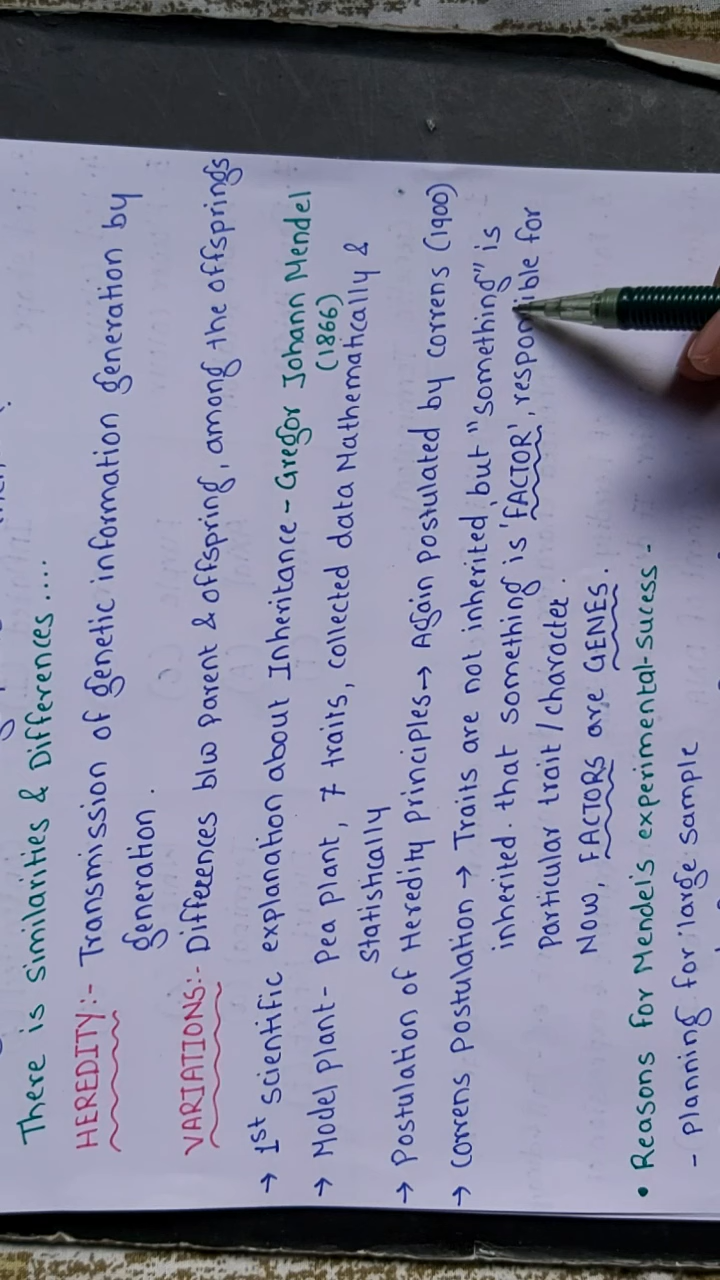 There is similarities & Differences ....
HEREDITY:- Transmission of genetic information generation by
generation.
VARIATIONS:- Differences b/w parent & offspring, among the offsprings
→ 1st scientific explanation about Inheritance - Gregor Johann Mendel
(1866)
→ Model plant - Pea plant, 7 traits, collected data Mathematically &
Statistically
→ Postulation of Heredity principles → Again postulated by correns (1900)
→ Correns postulation → Traits are not inherited, but "something" is
inherited. that something is 'FACTOR', responsible for
Particular trait/character.
Now, FACTORS are GENES.
• Reasons for Mendel's experimental-sucess -
- planning for large sample